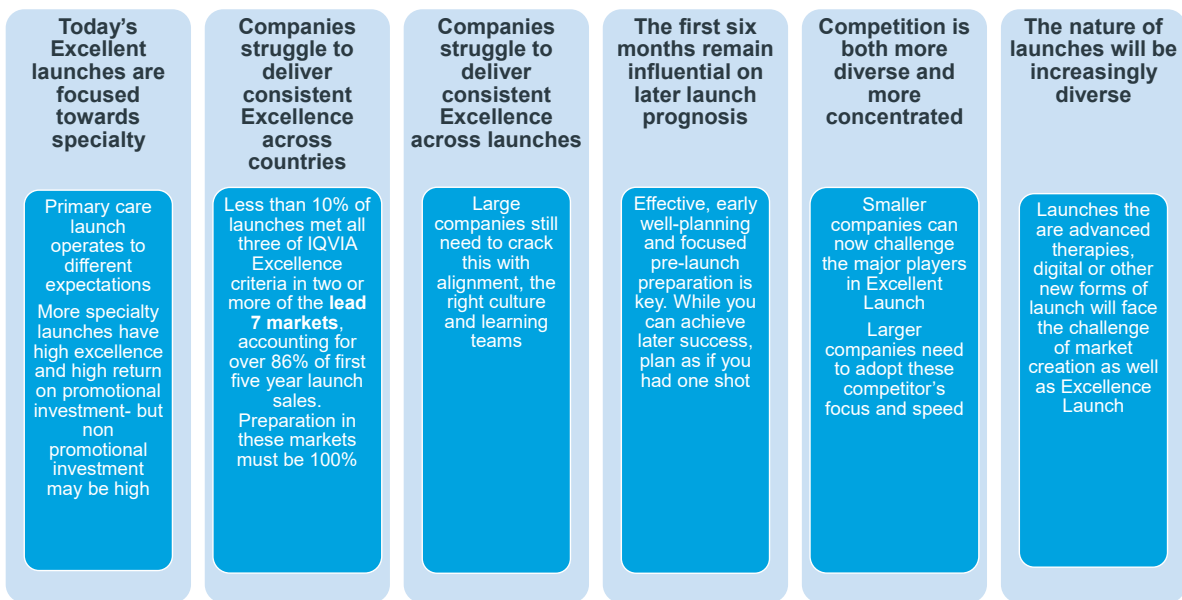 Today's
Excellent
launches are
focused
towards
specialty
Primary care
launch
operates to
different
expectations
More specialty
launches have
high excellence
and high return
on promotional
investment- but
non
promotional
investment
may be high
Companies
struggle to
deliver
consistent
Excellence
across
countries
Less than 10% of
launches met all
three of IQVIA
Excellence
criteria in two or
more of the lead
7 markets,
accounting for
over 86% of first
five year launch
sales.
Preparation in
these markets
must be 100%
Companies
struggle to
deliver
consistent
Excellence
across launches
Large
companies still
need to crack
this with
alignment, the
right culture
and learning
teams
The first six
months remain
influential on
later launch
prognosis
Effective, early
well-planning
and focused
pre-launch
preparation is
key. While you
can achieve
later success,
plan as if you
had one shot
Competition is
both more
diverse and
more
concentrated
Smaller
companies can
now challenge
the major players
in Excellent
Launch
Larger
companies need
to adopt these
competitor's
focus and speed
The nature of
launches will be
increasingly
diverse
Launches the
are advanced
therapies,
digital or other
new forms of
launch will face
the challenge
of market
creation as well
as Excellence
Launch